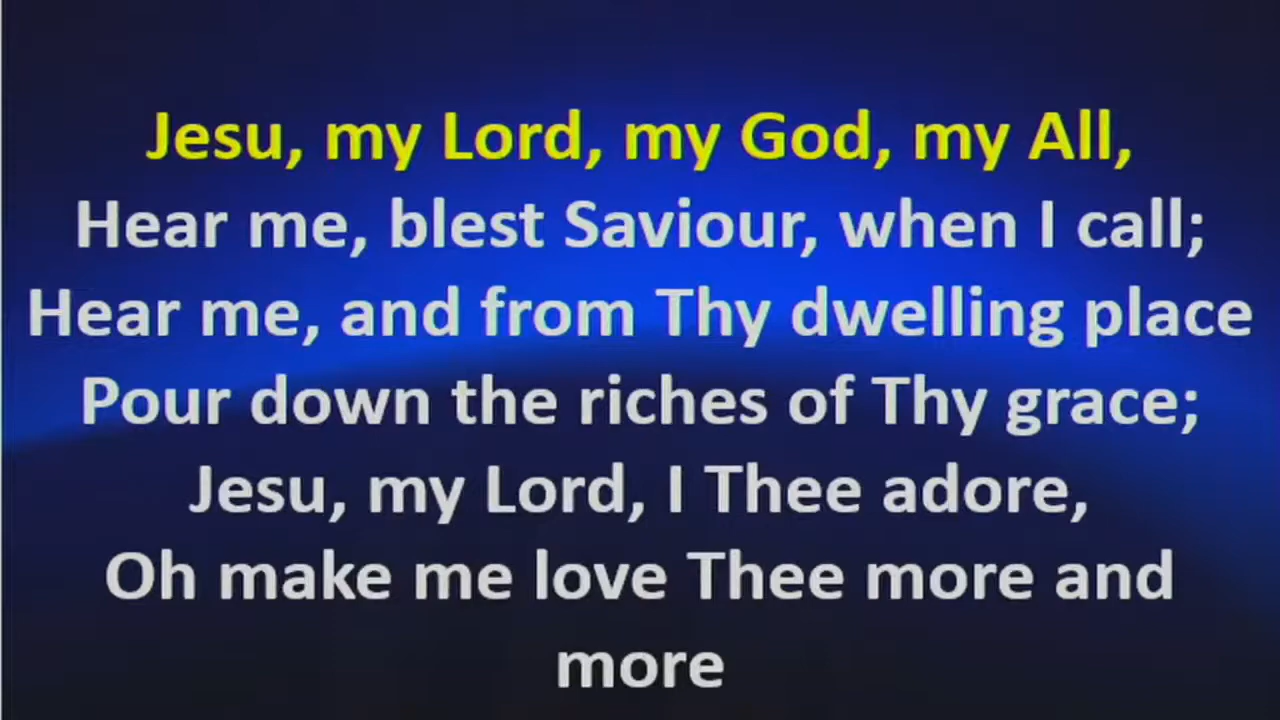 Jesu, my Lord, my God, my All,
Hear me, blest Saviour, when I call;
Hear me, and from Thy dwelling place
Pour down the riches of Thy grace;
Jesu, my Lord, I Thee adore,
Oh make me love Thee more and
more